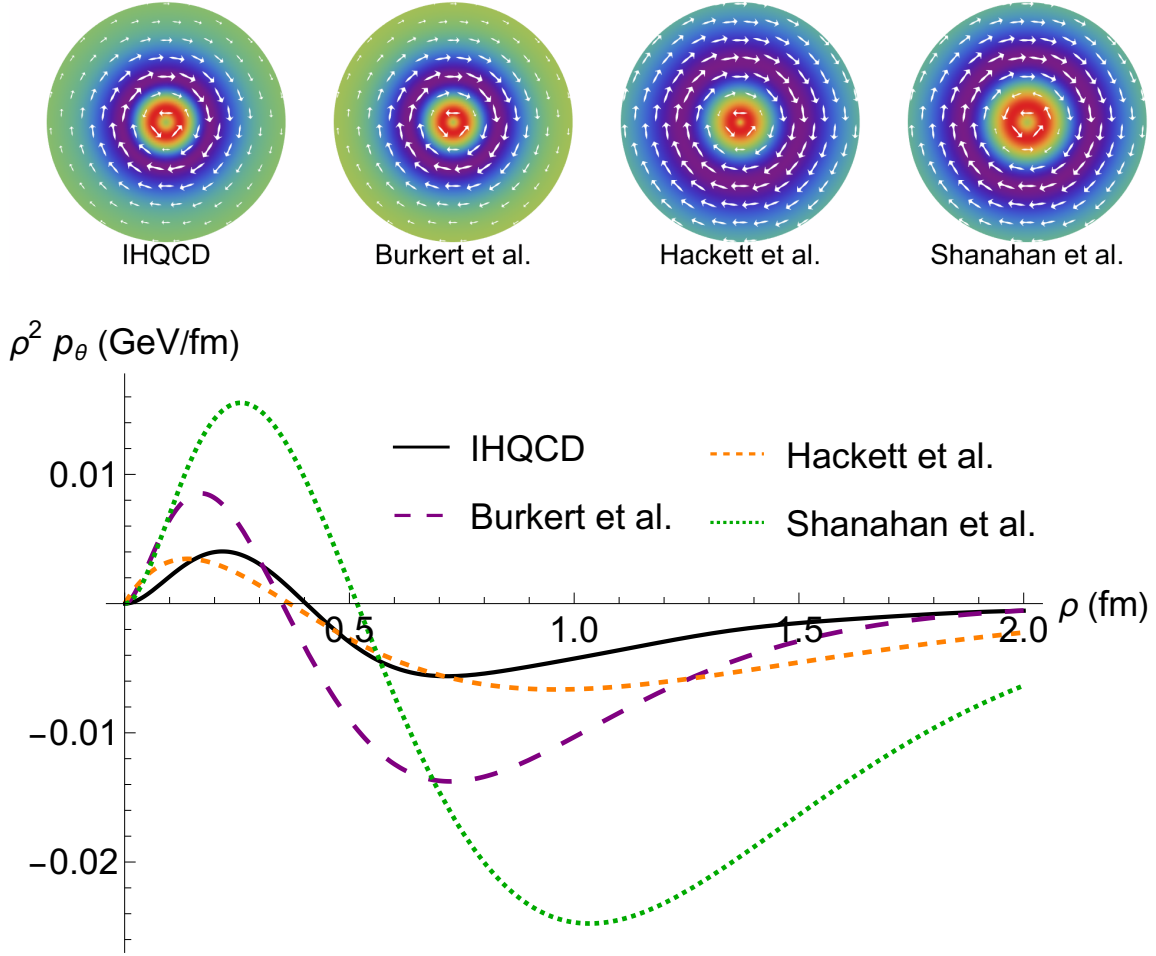 IHQCD Burkert et al. Hackett et al. Shanahan et al.
ρ² p_θ (GeV/fm)
IHQCD Hackett et al.
Burkert et al. Shanahan et al.
0.01
ρ (fm)
0.5 1.0 1.5 2.0
−0.01
−0.02